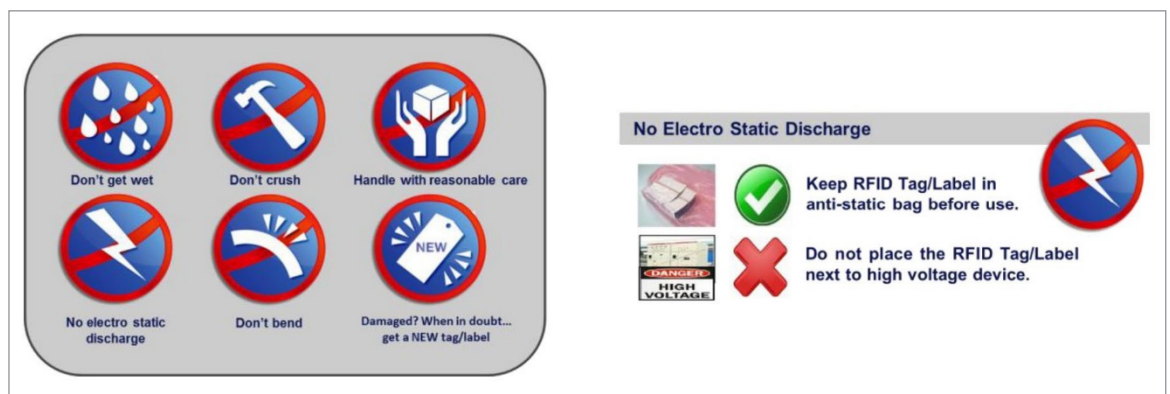 Don't get wet
Don't crush
Handle with reasonable care
NEW
No electro static
discharge
Don't bend
Damaged? When in doubt...
get a NEW tag/label
No Electro Static Discharge
Keep RFID Tag/Label in
anti-static bag before use.
DANGER
HIGH
VOLTAGE
Do not place the RFID Tag/Label
next to high voltage device.